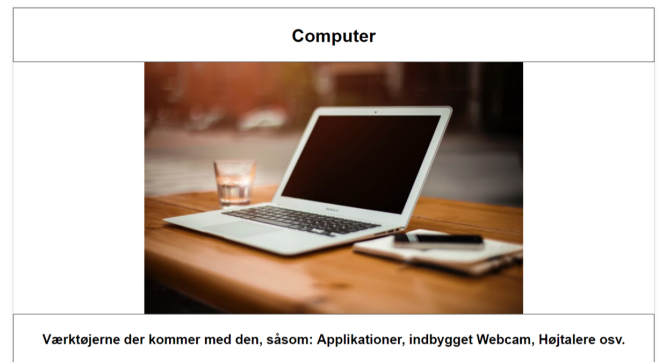 Computer
Værktøjerne der kommer med den, såsom: Applikationer, indbygget Webcam, Højtalere osv.